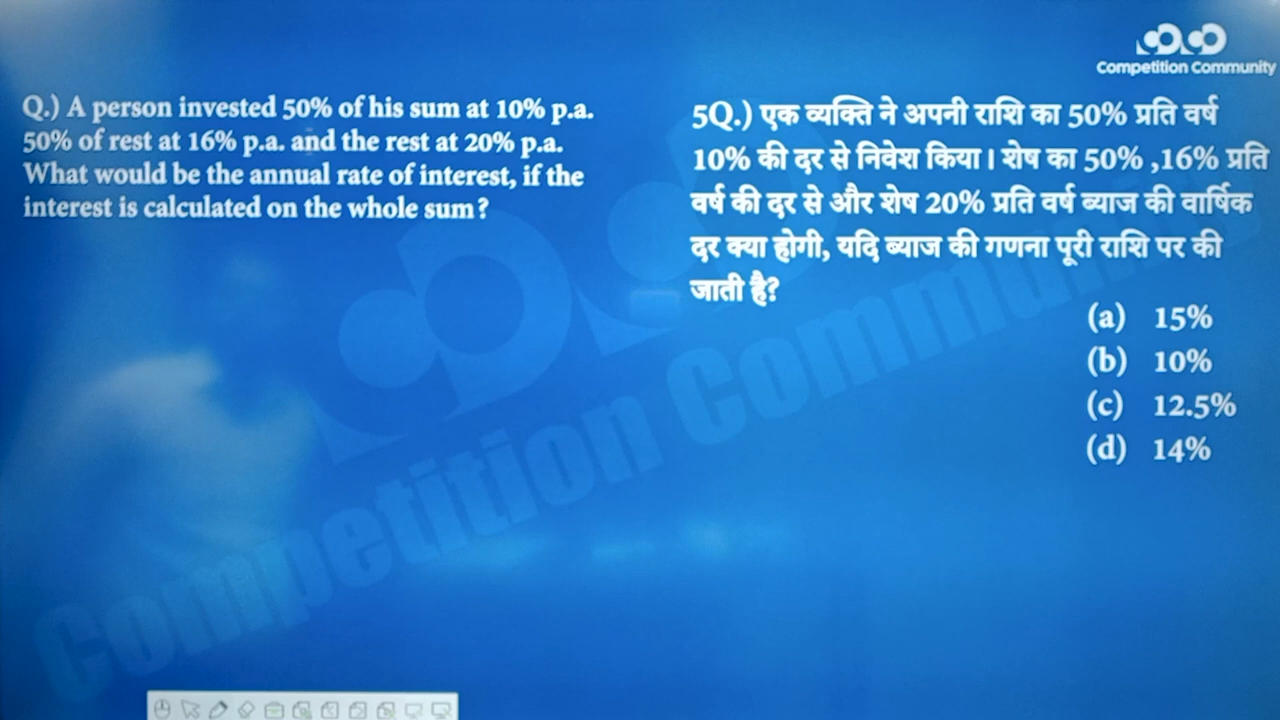 Competition Community
Q.) A person invested 50% of his sum at 10% p.a.
50% of rest at 16% p.a. and the rest at 20% p.a.
What would be the annual rate of interest, if the
interest is calculated on the whole sum?
5Q.) एक व्यक्ति ने अपनी राशि का 50% प्रति वर्ष
10% की दर से निवेश किया। शेष का 50% ,16% प्रति
वर्ष की दर से और शेष 20% प्रति वर्ष ब्याज की वार्षिक
दर क्या होगी, यदि ब्याज की गणना पूरी राशि पर की
जाती है?
(a) 15%
(b) 10%
(c) 12.5%
(d) 14%
Competition Community